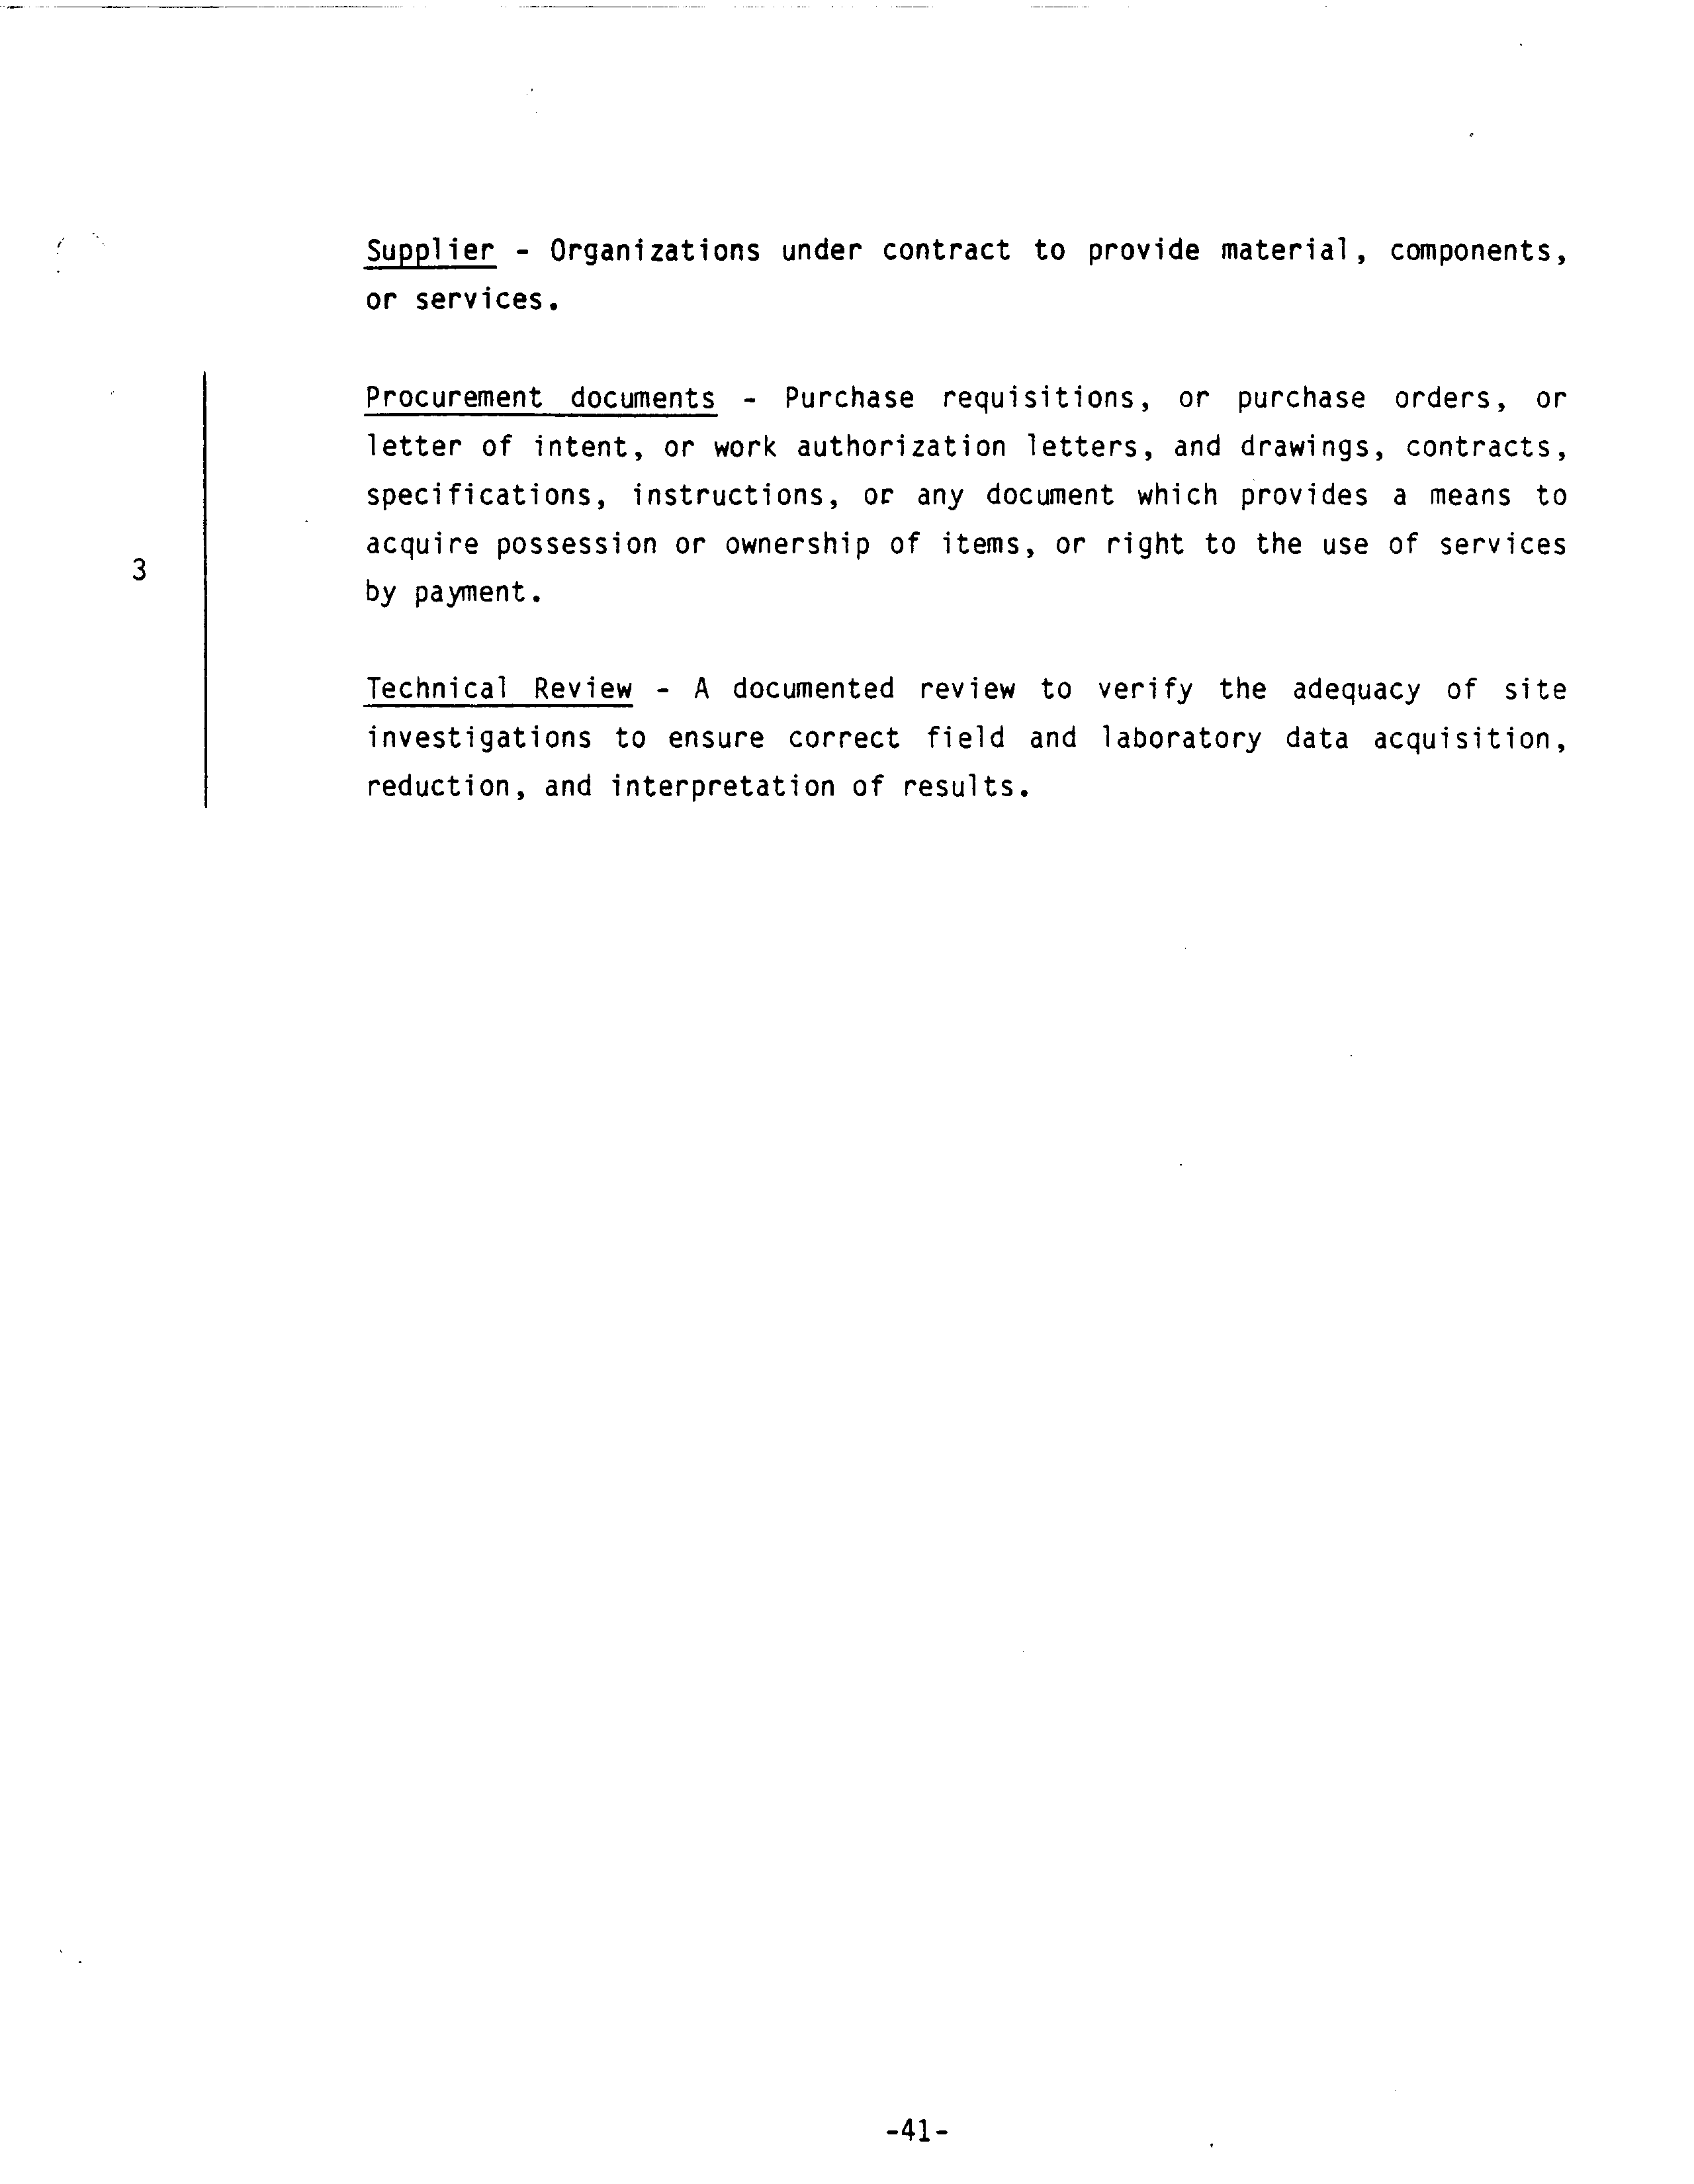 Supplier - Organizations under contract to provide material, components,
or services.
Procurement documents - Purchase requisitions, or purchase orders, or
letter of intent, or work authorization letters, and drawings, contracts,
specifications, instructions, or any document which provides a means to
acquire possession or ownership of items, or right to the use of services
3
by payment.
Technical Review - A documented review to verify the adequacy of site
investigations to ensure correct field and laboratory data acquisition,
reduction, and interpretation of results.
-41-